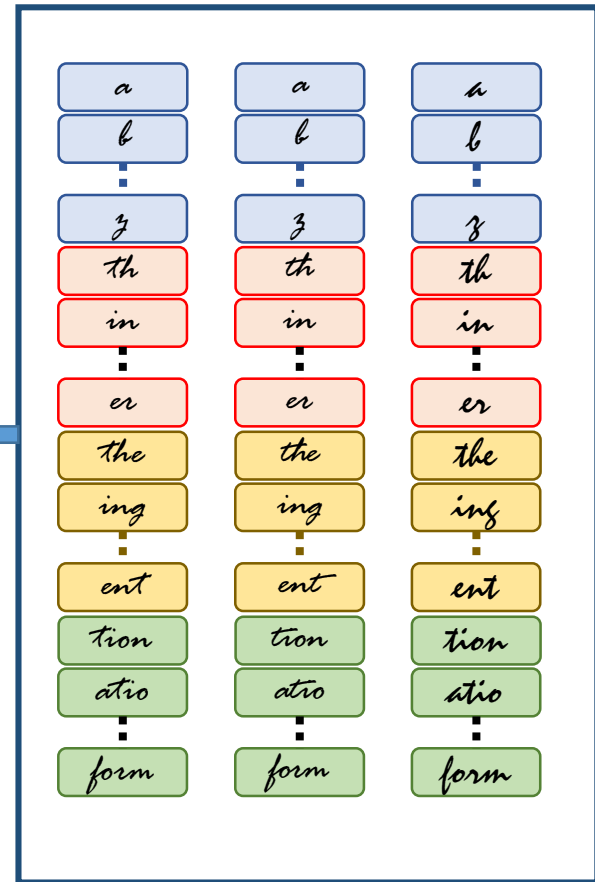 a a a
b b b
z z z
th th th
in in in
er er er
the the the
ing ing ing
ent ent ent
tion tion tion
atio atio atio
form form form